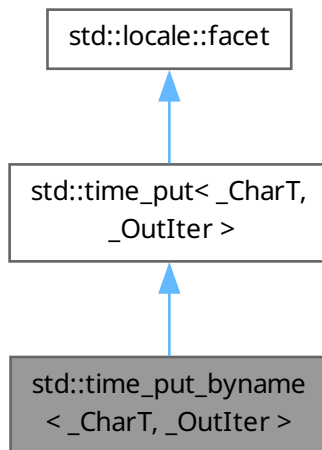 std::locale::facet
std::time_put< _CharT,
_OutIter >
std::time_put_byname
< _CharT, _OutIter >